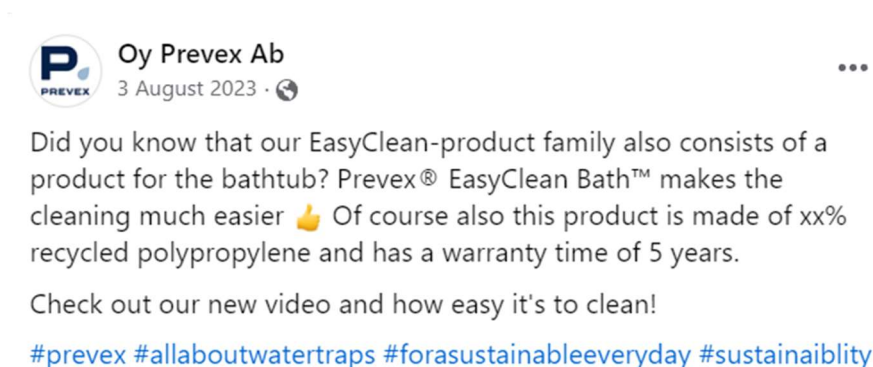 Oy Prevex Ab
P.
PREVEX
3 August 2023 ·
Did you know that our EasyClean-product family also consists of a
product for the bathtub? Prevex® EasyClean Bath™ makes the
cleaning much easier 👍 Of course also this product is made of xx%
recycled polypropylene and has a warranty time of 5 years.
Check out our new video and how easy it's to clean!
#prevex #allaboutwatertraps #forasustainableeveryday #sustainaiblity